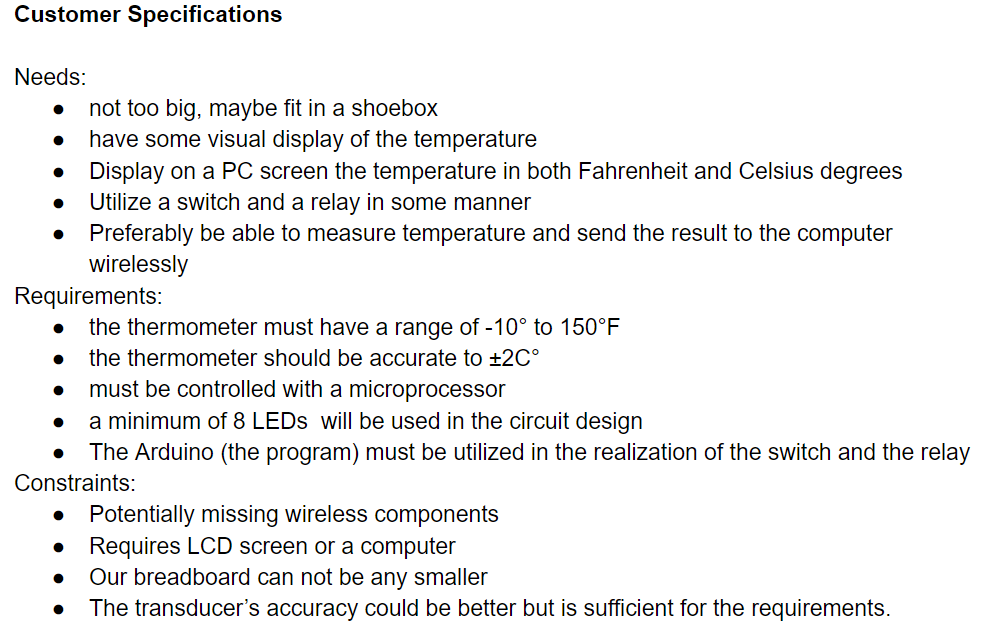 Customer Specifications
Needs:
● not too big, maybe fit in a shoebox
● have some visual display of the temperature
● Display on a PC screen the temperature in both Fahrenheit and Celsius degrees
● Utilize a switch and a relay in some manner
● Preferably be able to measure temperature and send the result to the computer
wirelessly
Requirements:
● the thermometer must have a range of -10° to 150°F
● the thermometer should be accurate to ±2C°
● must be controlled with a microprocessor
● a minimum of 8 LEDs  will be used in the circuit design
● The Arduino (the program) must be utilized in the realization of the switch and the relay
Constraints:
● Potentially missing wireless components
● Requires LCD screen or a computer
● Our breadboard can not be any smaller
● The transducer’s accuracy could be better but is sufficient for the requirements.